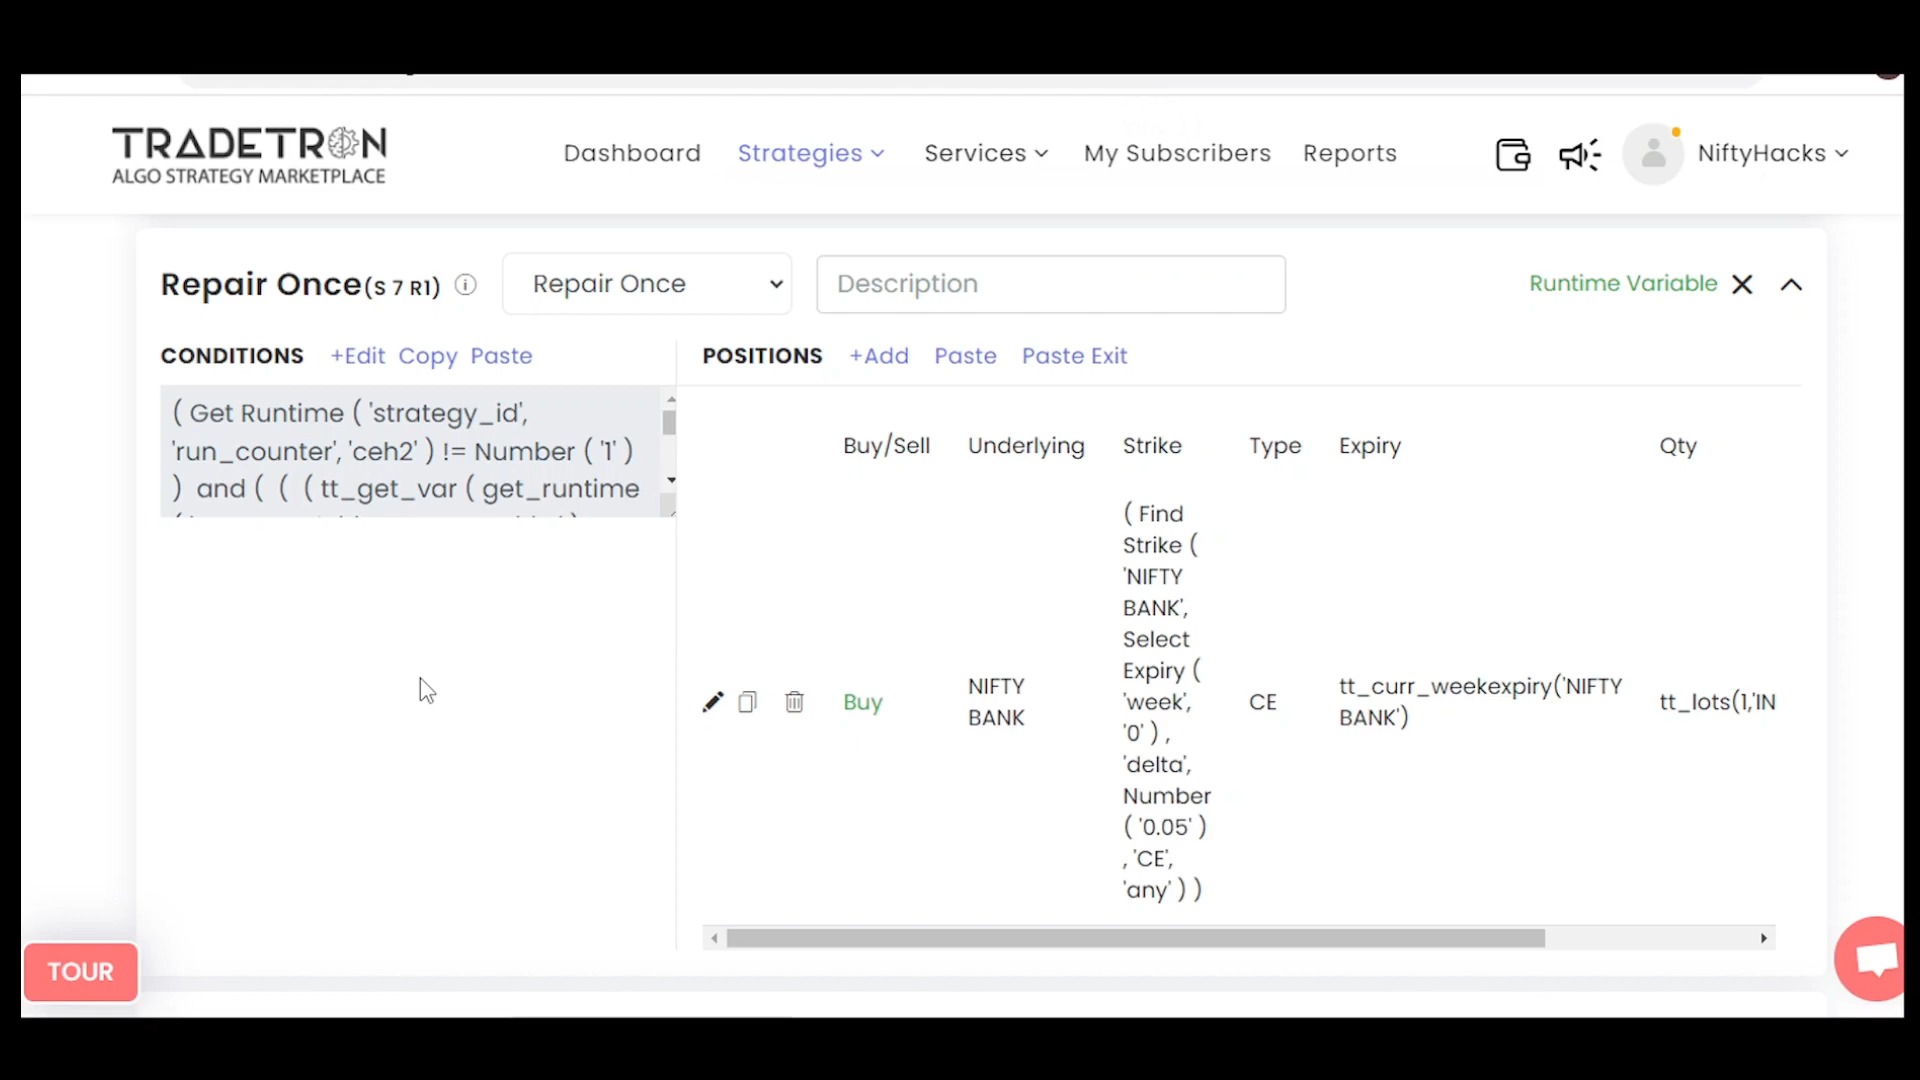 TRADETRON
ALGO STRATEGY MARKETPLACE
Dashboard
Strategies
Services
My Subscribers
Reports
NiftyHacks
Repair Once(S 7 R1)
Repair Once
Description
Runtime Variable
CONDITIONS +Edit Copy Paste
( Get Runtime ( 'strategy_id',
'run_counter', 'ceh2' ) != Number ( '1' )
) and ( ( ( tt_get_var ( get_runtime
POSITIONS +Add Paste Paste Exit
Buy/Sell Underlying Strike Type Expiry Qty
Buy
NIFTY
BANK
( Find
Strike (
'NIFTY
BANK',
Select
Expiry (
'week',
'0' ) ,
'delta',
Number
( '0.05' )
, 'CE',
'any' ) )
CE
tt_curr_weekexpiry('NIFTY
BANK')
tt_lots(1,'IN
TOUR